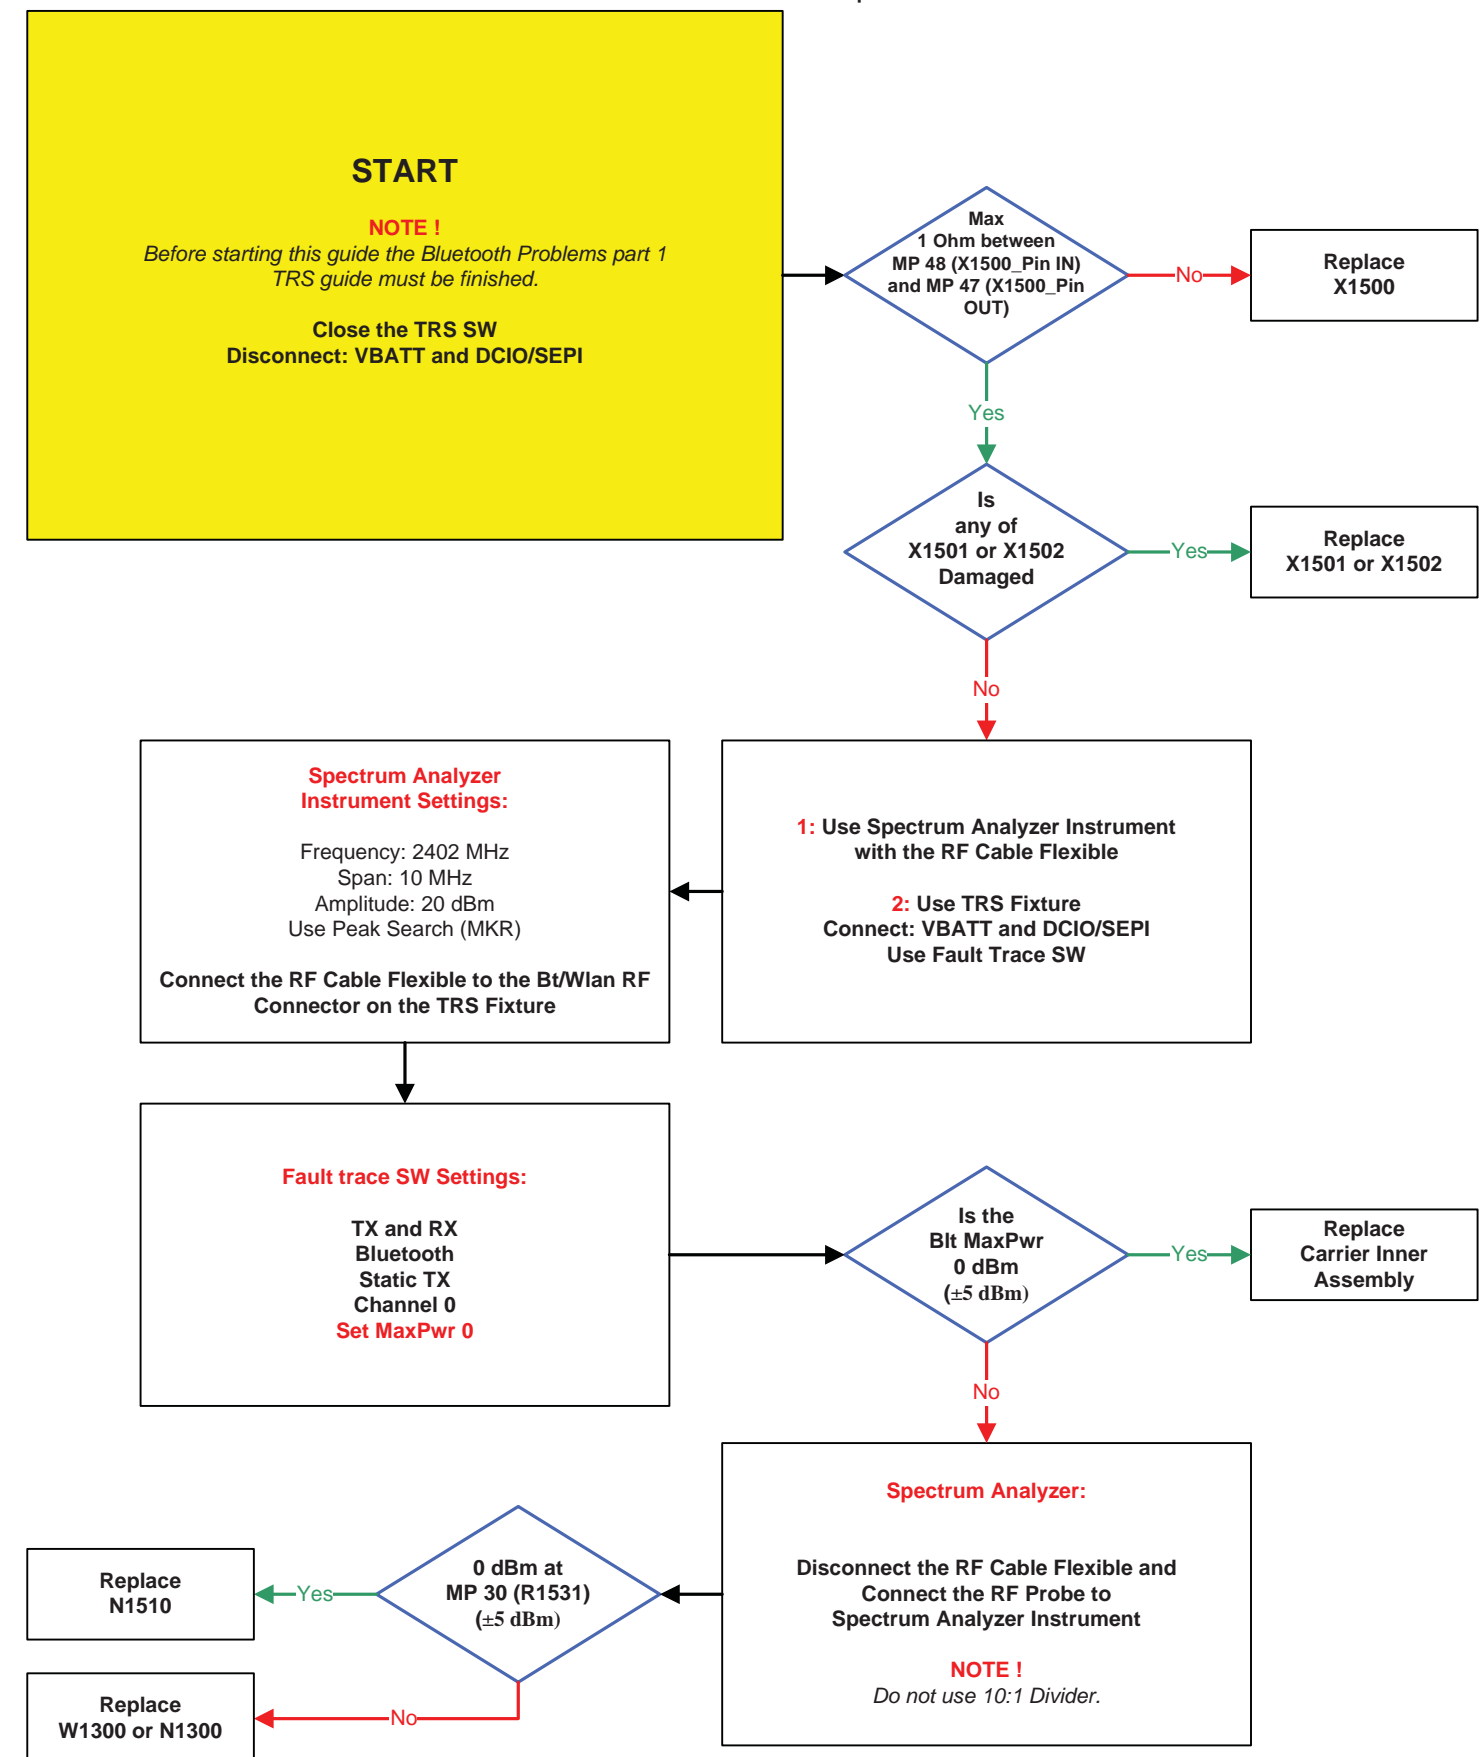 START
NOTE !
Before starting this guide the Bluetooth Problems part 1
TRS guide must be finished.
Close the TRS SW
Disconnect: VBATT and DCIO/SEPI
Max
1 Ohm between
MP 48 (X1500_Pin IN)
and MP 47 (X1500_Pin
OUT)
No
Replace
X1500
Yes
Is
any of
X1501 or X1502
Damaged
Yes
Replace
X1501 or X1502
No
1: Use Spectrum Analyzer Instrument
with the RF Cable Flexible
2: Use TRS Fixture
Connect: VBATT and DCIO/SEPI
Use Fault Trace SW
Spectrum Analyzer
Instrument Settings:
Frequency: 2402 MHz
Span: 10 MHz
Amplitude: 20 dBm
Use Peak Search (MKR)
Connect the RF Cable Flexible to the Bt/Wlan RF
Connector on the TRS Fixture
Fault trace SW Settings:
TX and RX
Bluetooth
Static TX
Channel 0
Set MaxPwr 0
Is the
Blt MaxPwr
0 dBm
(±5 dBm)
Yes
Replace
Carrier Inner
Assembly
No
Spectrum Analyzer:
Disconnect the RF Cable Flexible and
Connect the RF Probe to
Spectrum Analyzer Instrument
NOTE !
Do not use 10:1 Divider.
0 dBm at
MP 30 (R1531)
(±5 dBm)
Yes
Replace
N1510
No
Replace
W1300 or N1300